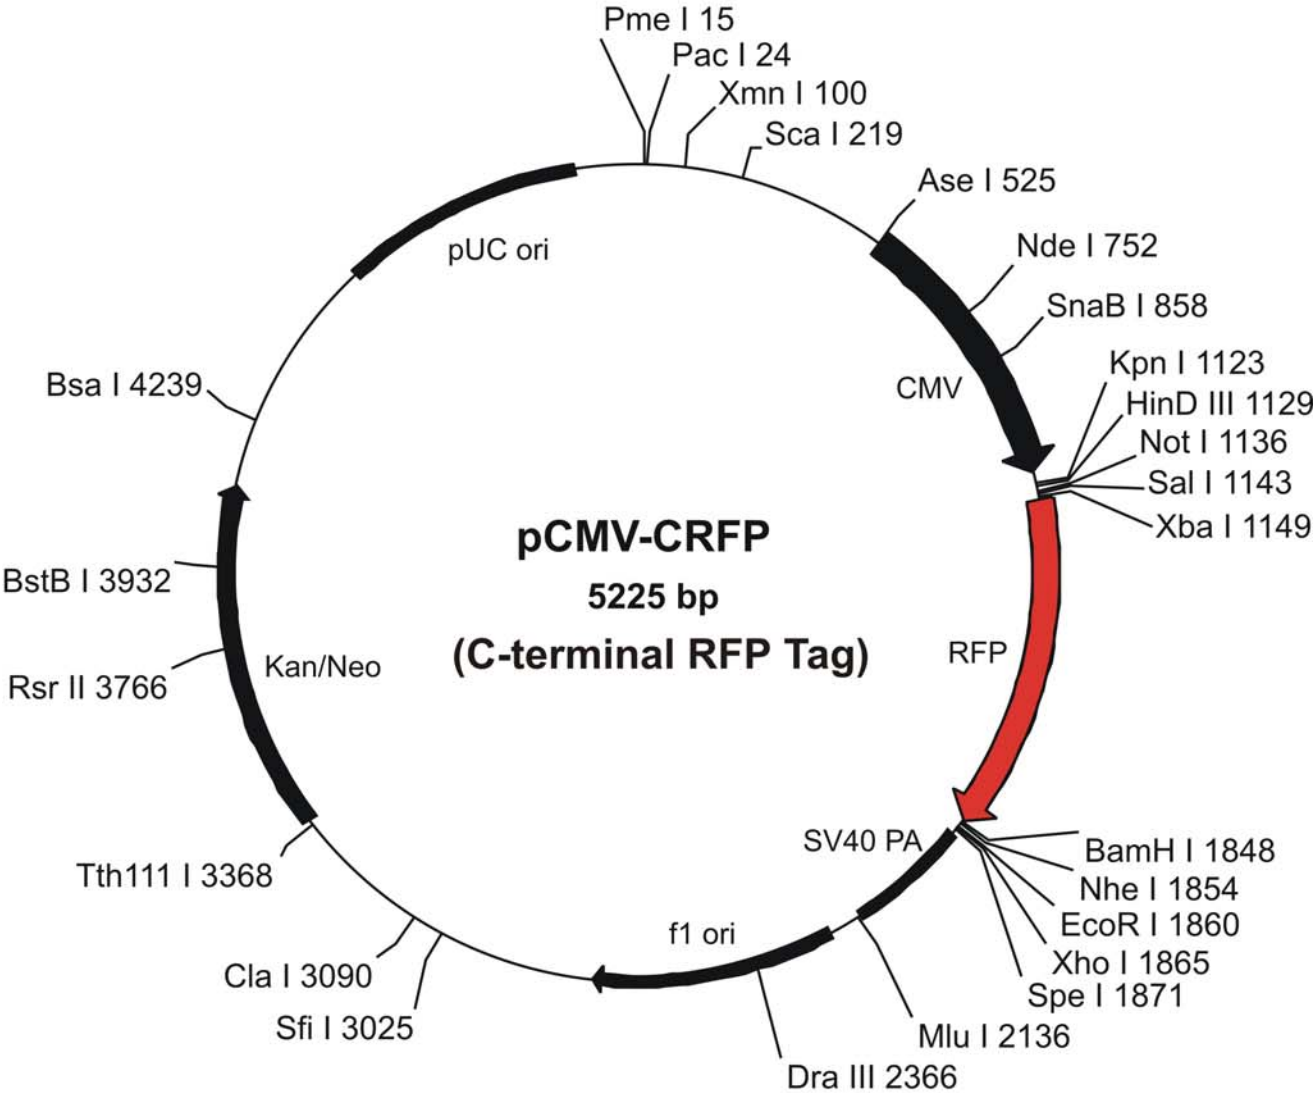 Pme I 15
Pac I 24
Xmn I 100
Sca I 219
Ase I 525
Nde I 752
SnaB I 858
Kpn I 1123
HinD III 1129
Not I 1136
Sal I 1143
Xba I 1149
pUC ori
CMV
Bsa I 4239
pCMV-CRFP
5225 bp
(C-terminal RFP Tag)
BstB I 3932
Rsr II 3766
Kan/Neo
RFP
Tth111 I 3368
SV40 PA
BamH I 1848
Nhe I 1854
EcoR I 1860
Xho I 1865
Spe I 1871
f1 ori
Cla I 3090
Sfi I 3025
Mlu I 2136
Dra III 2366